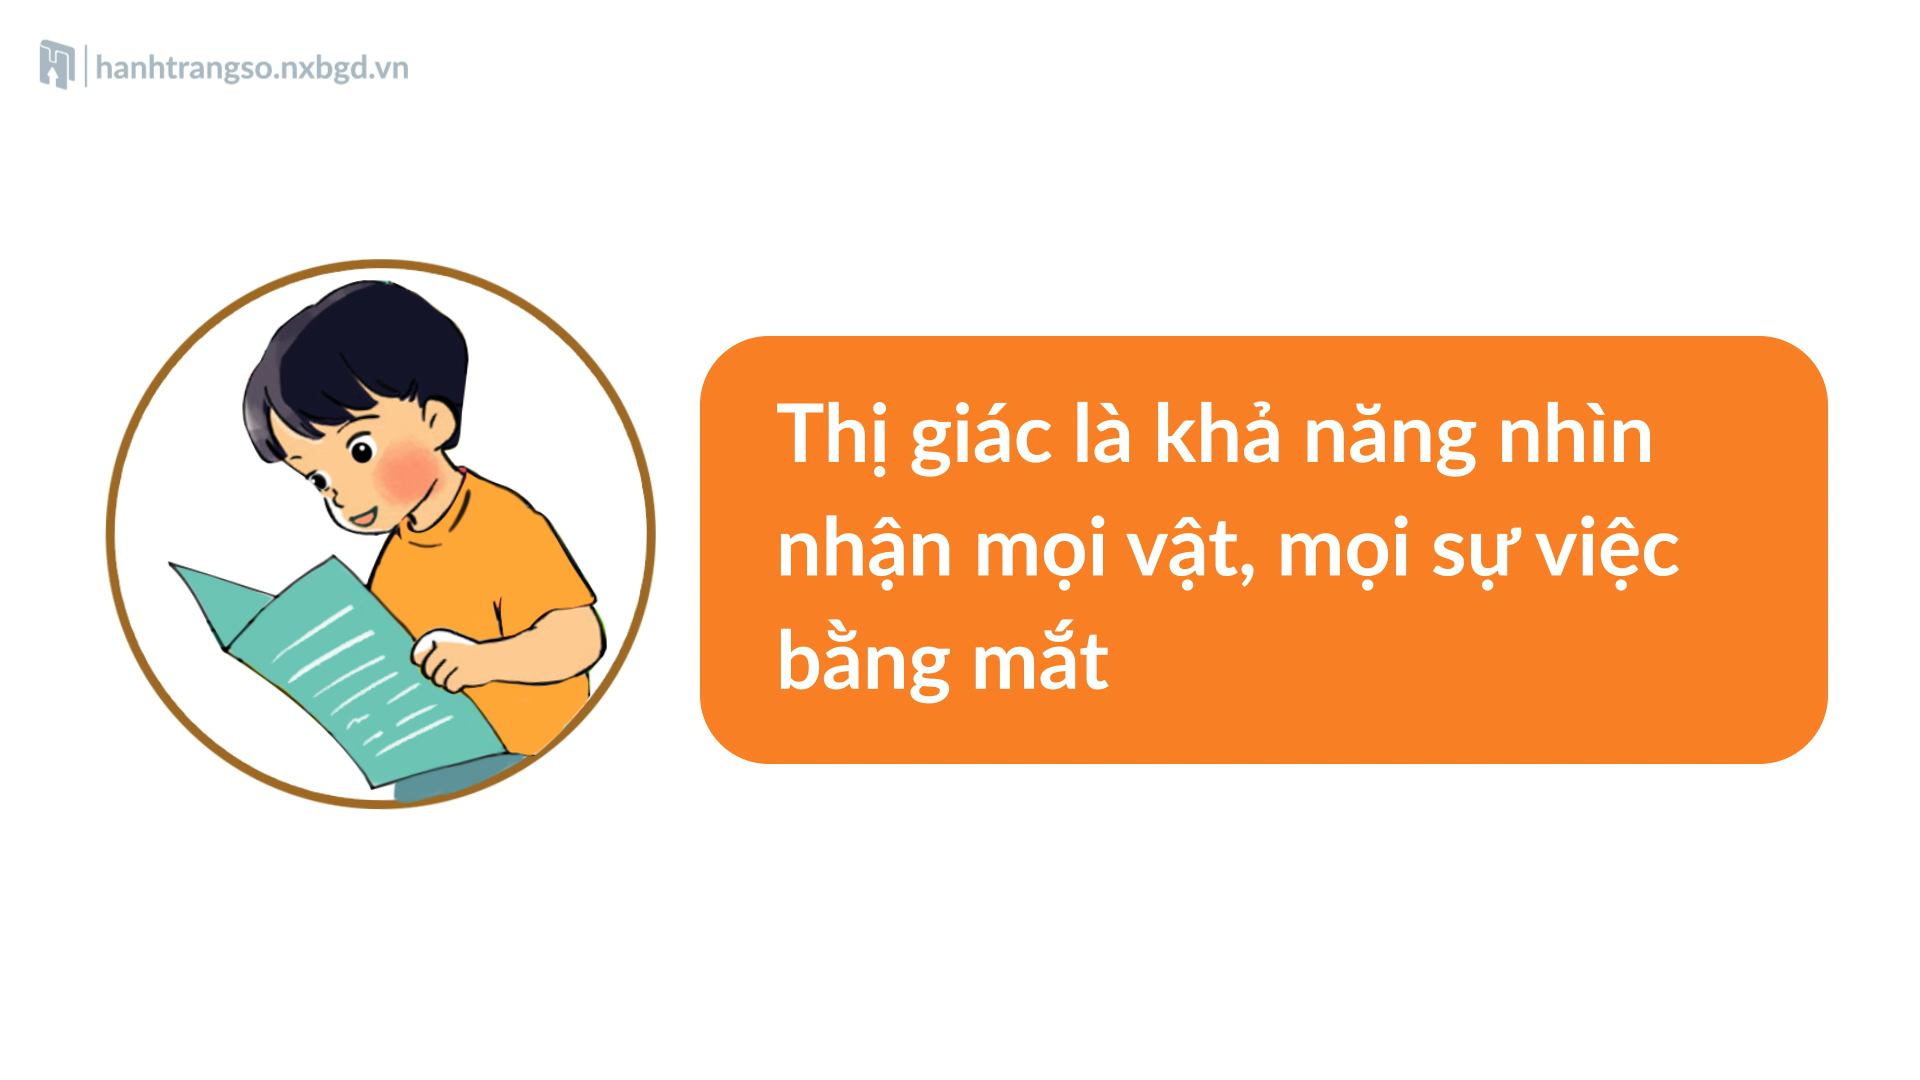 hanhtrangso.nxbgd.vn
Thị giác là khả năng nhìn
nhận mọi vật, mọi sự việc
bằng mắt